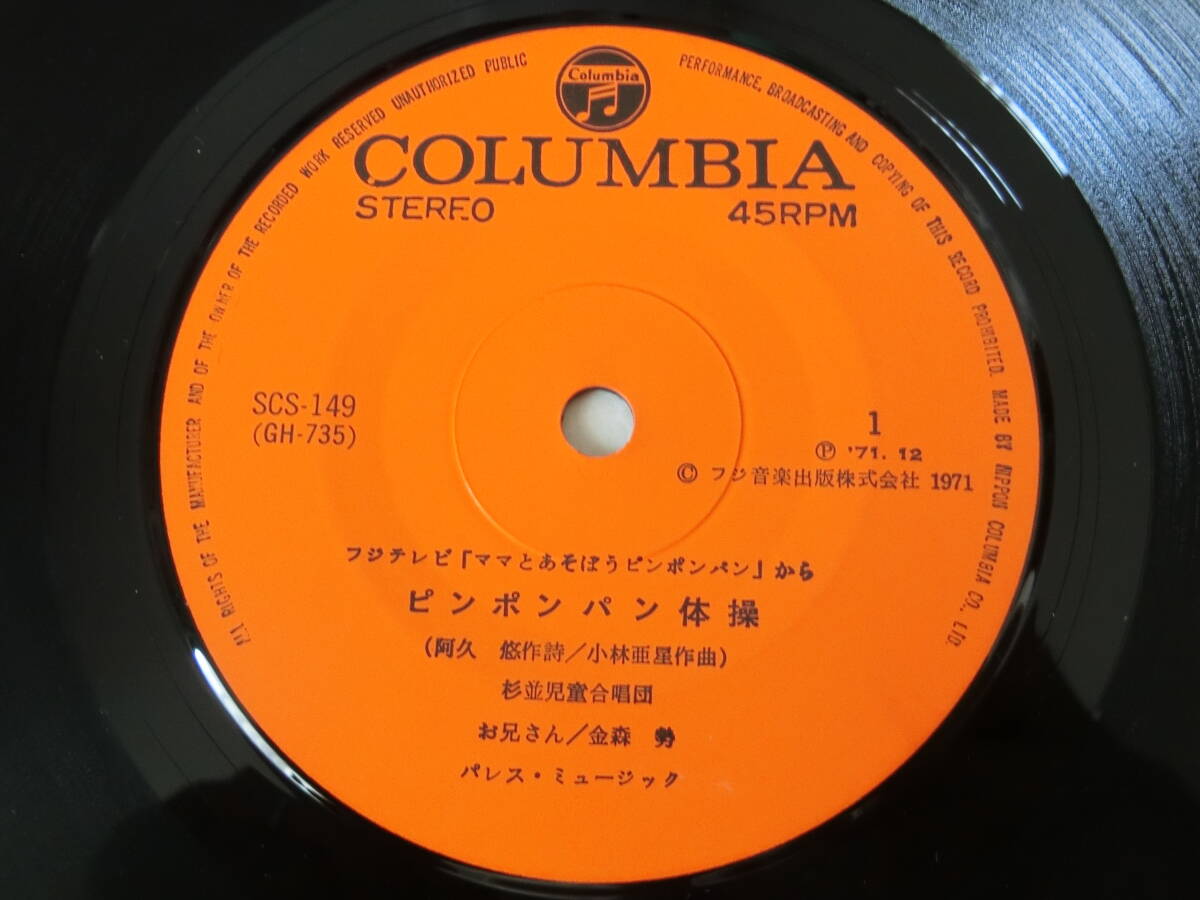 Columbia
COLUMBIA
STEREO
45RPM
SCS-149
(GH-735)
1
Ⓟ '71. 12
© フジ音楽出版株式会社 1971
フジテレビ「ママとあそぼうピンポンパン」から
ピンポンパン体操
(阿久 悠作詩/小林亜星作曲)
杉並児童合唱団
お兄さん/金森 勢
パレス・ミュージック
ALL RIGHTS OF THE MANUFACTURER AND OF THE OWNER OF THE RECORDED WORK RESERVED UNAUTHORIZED PUBLIC PERFORMANCE, BROADCASTING AND COPYING OF THIS RECORD PROHIBITED. MADE BY NIPPON COLUMBIA CO., LTD.